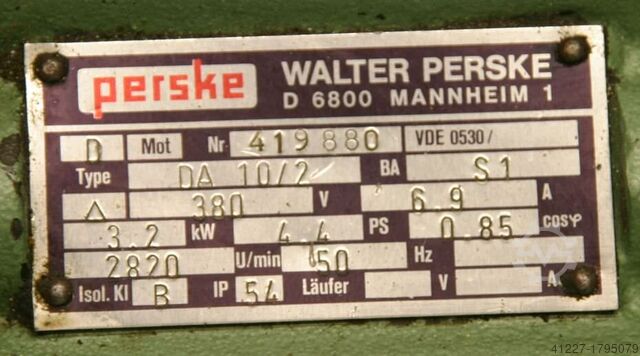 perske WALTER PERSKE
D 6800 MANNHEIM 1
D Mot Nr 419880 VDE 0530/
Type DA 10/2 BA S1
△ 380 V 6.9 A
3.2 kW 4.4 PS 0.85 cosφ
2820 U/min 50 Hz
Isol. Kl B IP 54 Läufer V A
41227-1795079